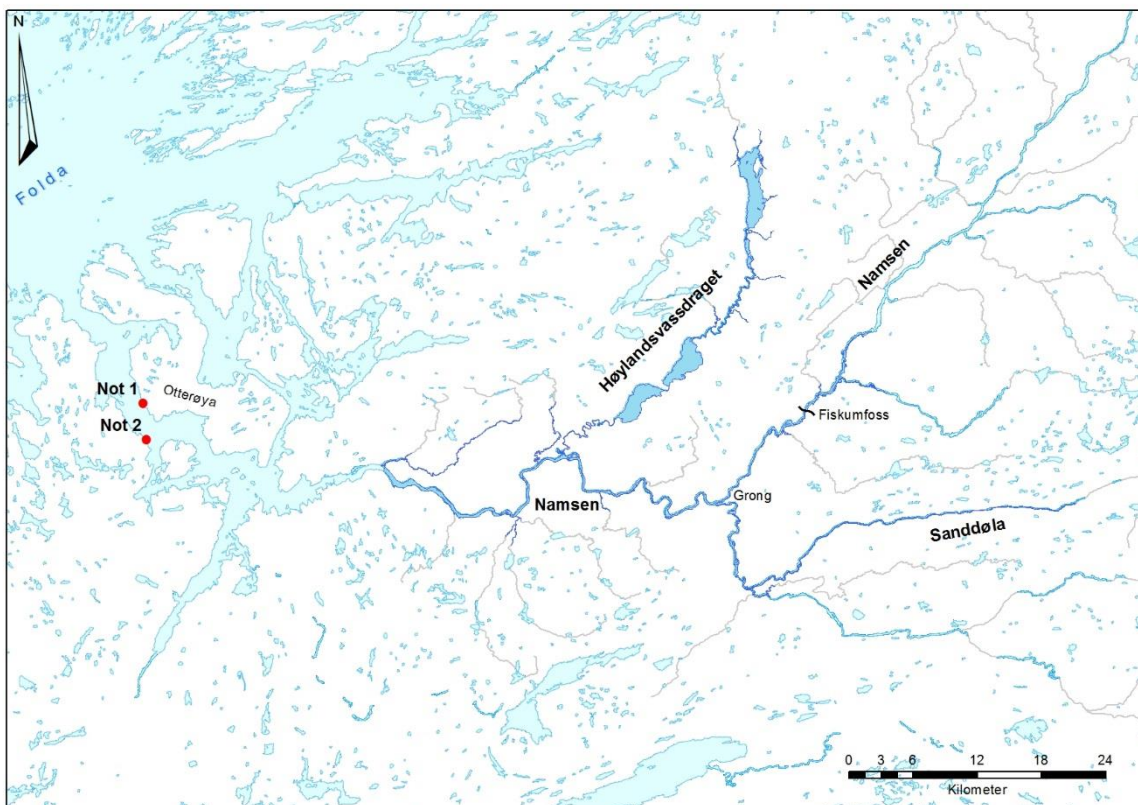 N
Folda
Not 1
Otterøya
Not 2
Høylandsvassdraget
Namsen
Fiskumfoss
Grong
Namsen
Sanddøla
0 3 6 12 18 24
Kilometer